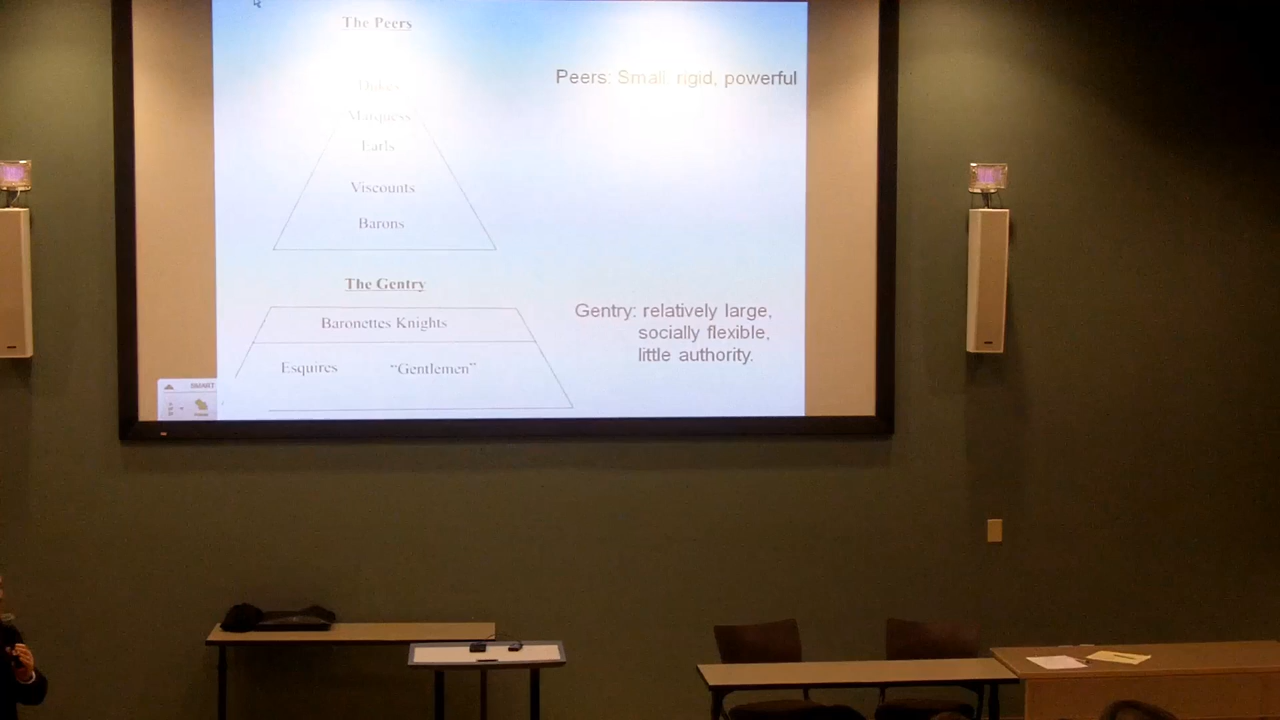 The Peers
Dukes
Marquess
Earls
Viscounts
Barons
Peers: Small, rigid, powerful
The Gentry
Baronettes Knights
Esquires "Gentlemen"
Gentry: relatively large,
socially flexible,
little authority.
SMART